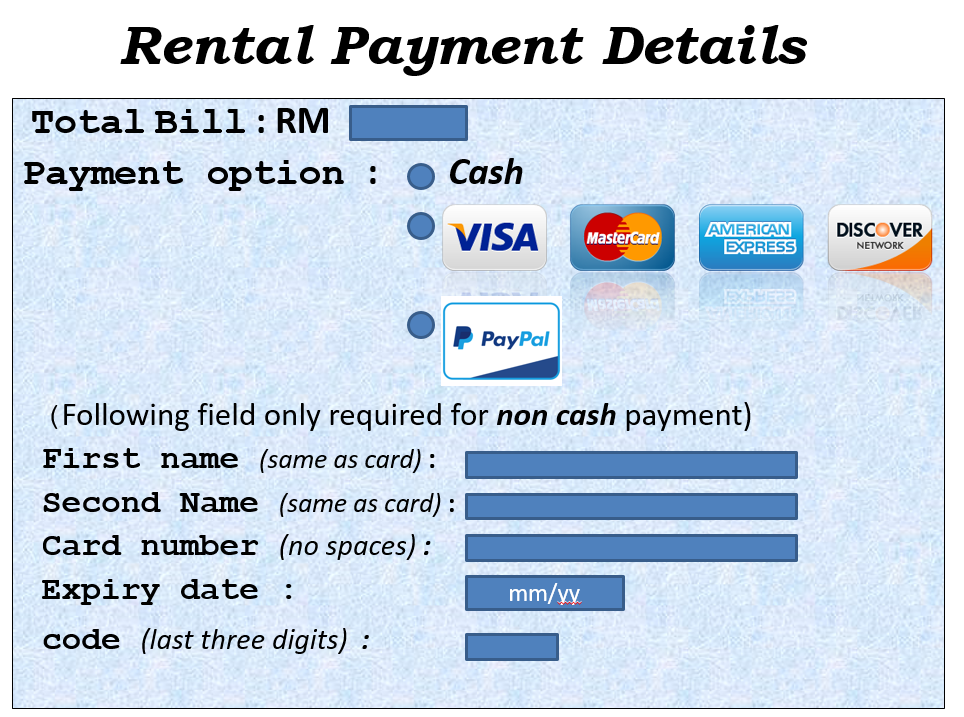 Rental Payment Details
Total Bill : RM
Payment option : Cash
VISA MasterCard AMERICAN EXPRESS DISCOVER NETWORK
PayPal
(Following field only required for non cash payment)
First name (same as card) :
Second Name (same as card) :
Card number (no spaces) :
Expiry date : mm/yy
code (last three digits) :